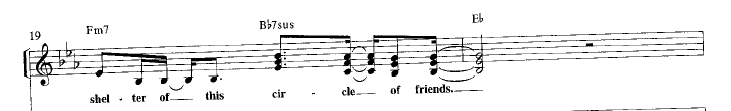 19 Fm7 B♭7sus E♭
shel - ter of this cir - cle of friends.